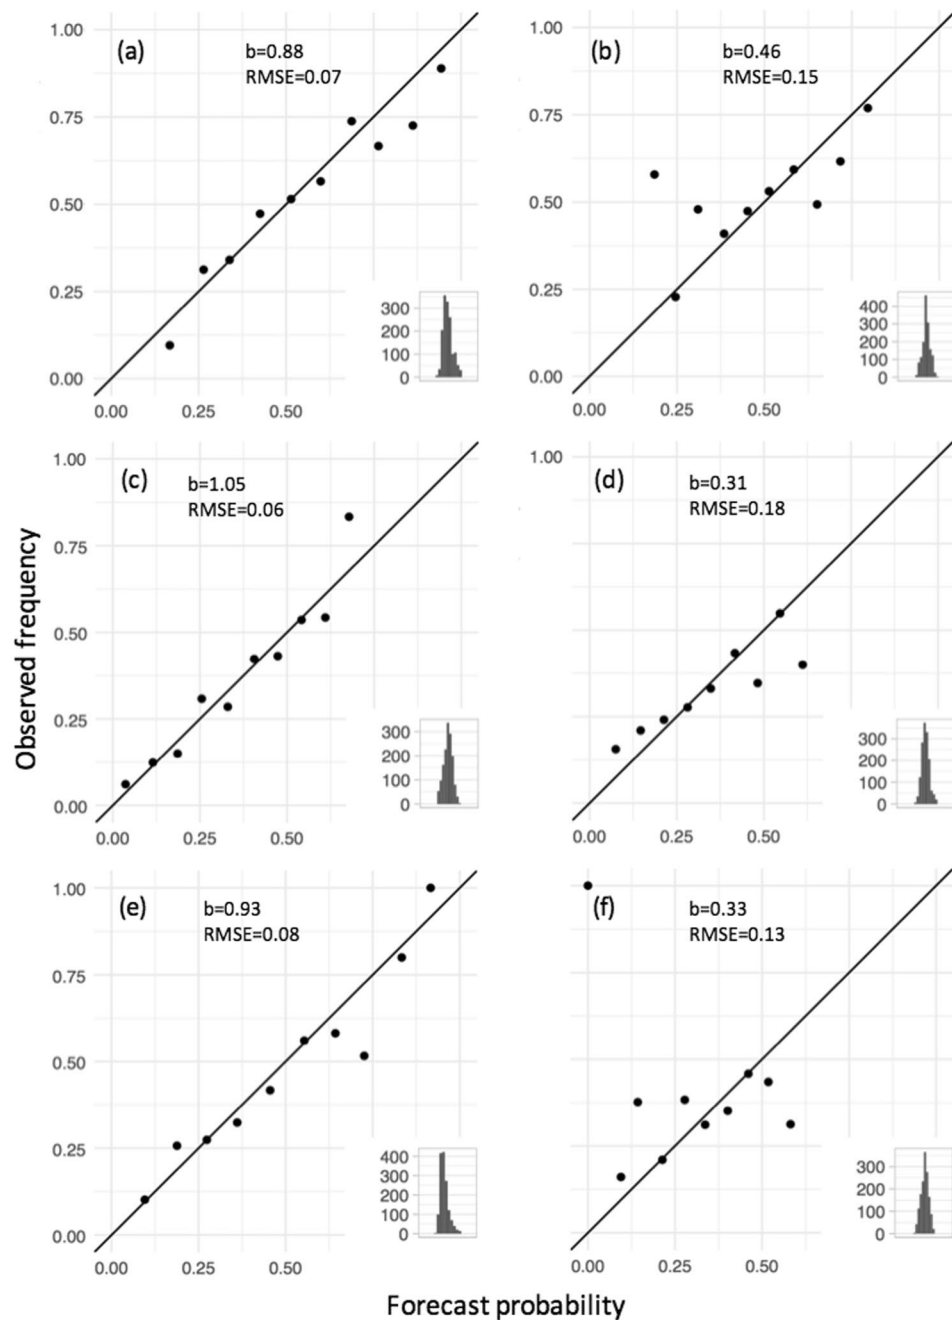 (a)
b=0.88
RMSE=0.07
1.00
0.75
0.50
0.25
0.00
300
200
100
0
0.00 0.25 0.50
(b)
b=0.46
RMSE=0.15
1.00
0.75
0.50
0.25
0.00
400
300
200
100
0
0.00 0.25 0.50
Observed frequency
(c)
b=1.05
RMSE=0.06
1.00
0.75
0.50
0.25
0.00
300
200
100
0
0.00 0.25 0.50
(d)
b=0.31
RMSE=0.18
1.00
300
200
100
0
0.00 0.25 0.50
(e)
b=0.93
RMSE=0.08
1.00
0.75
0.50
0.25
0.00
400
300
200
100
0
0.00 0.25 0.50
(f)
b=0.33
RMSE=0.13
300
200
100
0
0.00 0.25 0.50
Forecast probability